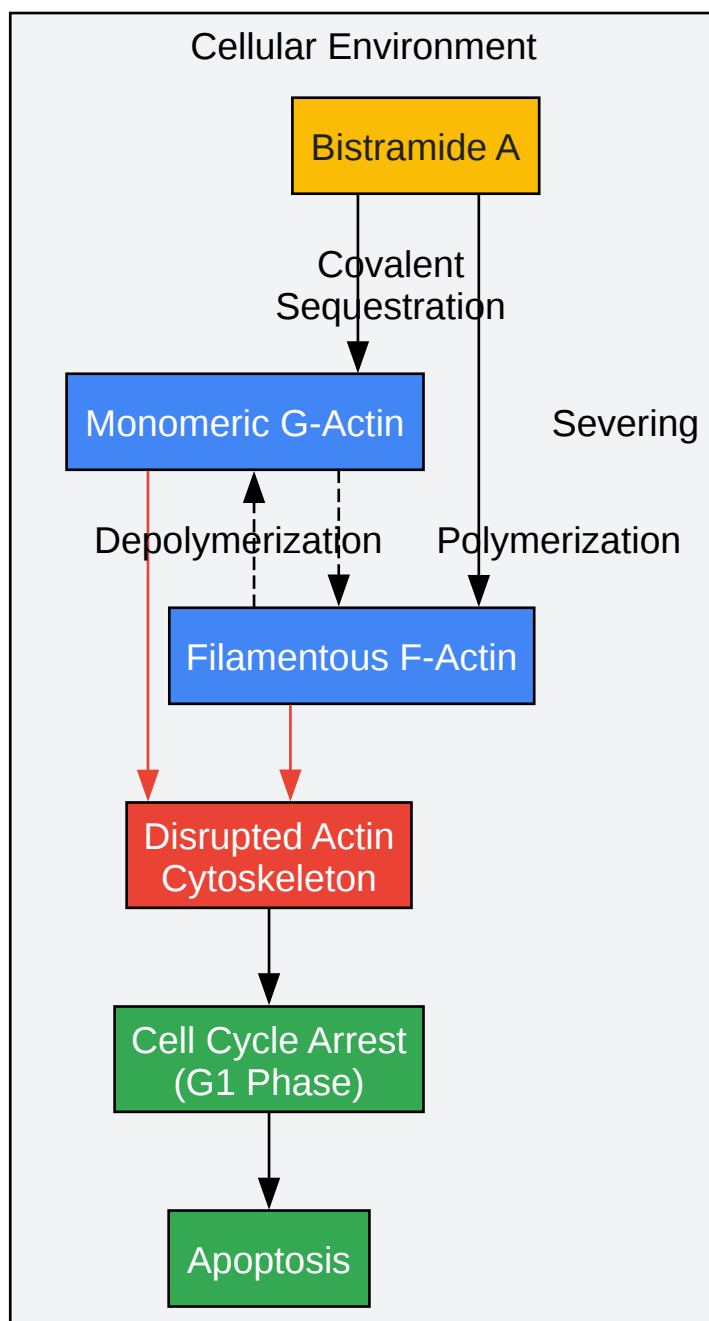 Cellular Environment
Bistramide A
Covalent
Sequestration
Monomeric G-Actin
Severing
Depolymerization
Polymerization
Filamentous F-Actin
Disrupted Actin
Cytoskeleton
Cell Cycle Arrest
(G1 Phase)
Apoptosis